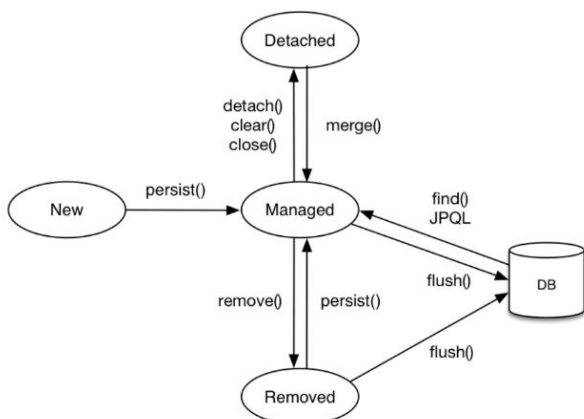 Detached
detach()
clear()
close()
merge()
persist()
New
Managed
find()
JPQL
flush()
DB
remove()
persist()
flush()
Removed